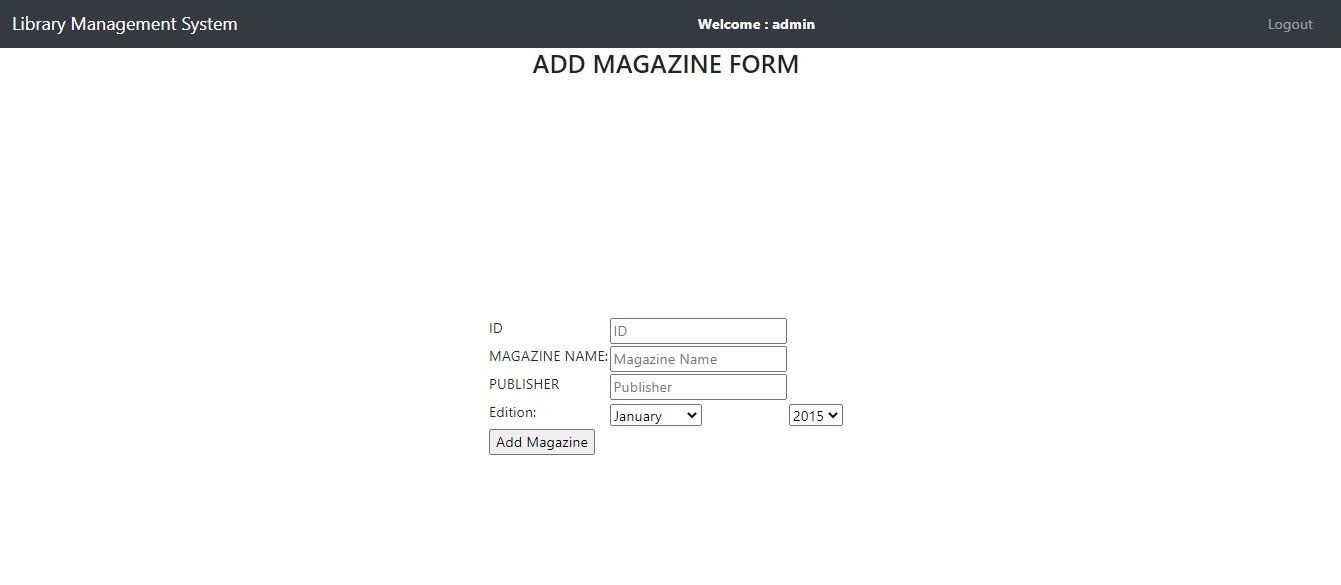 Library Management System Welcome : admin Logout
ADD MAGAZINE FORM
ID ID
MAGAZINE NAME: Magazine Name
PUBLISHER Publisher
Edition: January 2015
Add Magazine